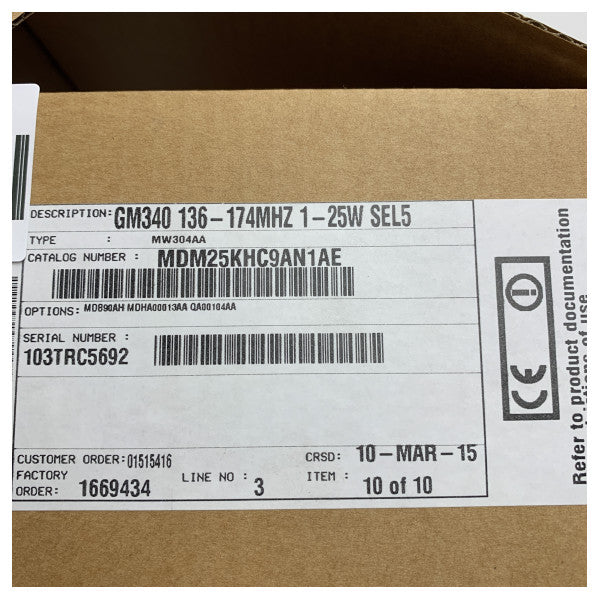 DESCRIPTION: GM340 136-174MHZ 1-25W SEL5
TYPE : MW304AA
CATALOG NUMBER : MDM25KHC9AN1AE
OPTIONS: MDB90AH MDHA00013AA QA00104AA
SERIAL NUMBER :
103TRC5692
CUSTOMER ORDER: 01515416
CRSD: 10-MAR-15
FACTORY
ORDER: 1669434
LINE NO : 3
ITEM : 10 of 10
CE
Refer to product documentation
of use